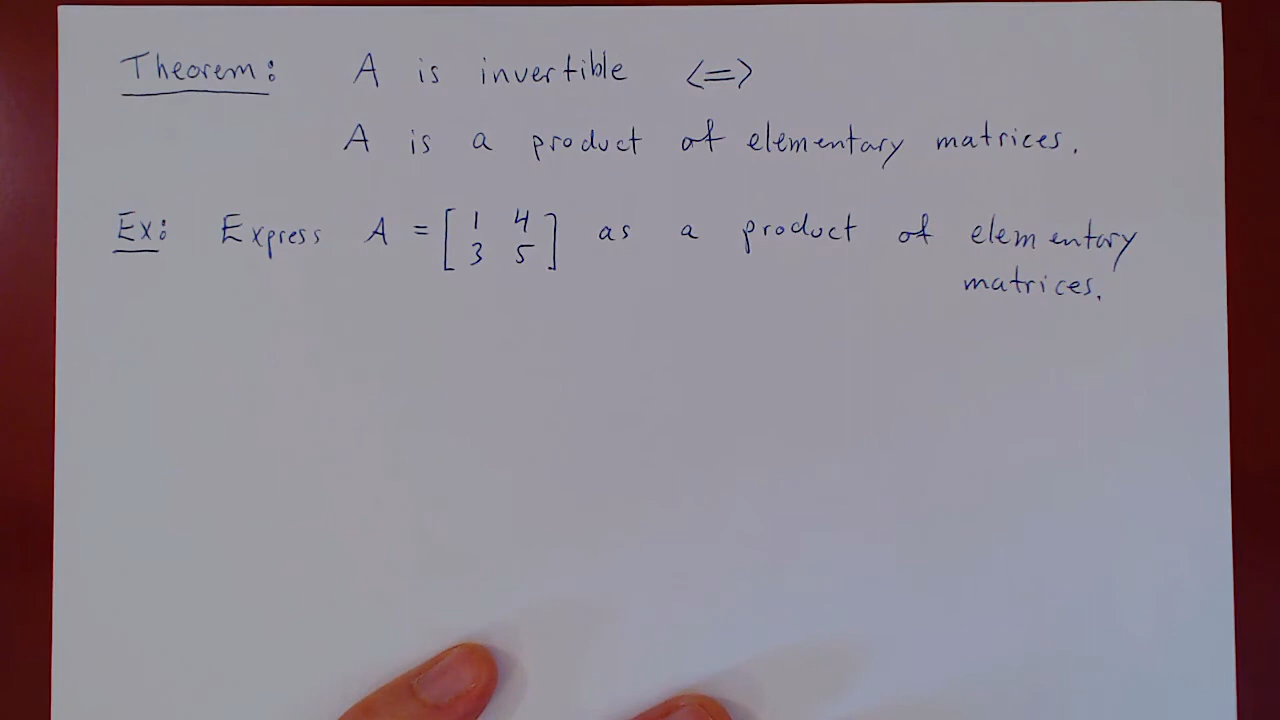 Theorem: A is invertible <=>
A is a product of elementary matrices.
Ex: Express A = [1 4
3 5] as a product of elementary
matrices.